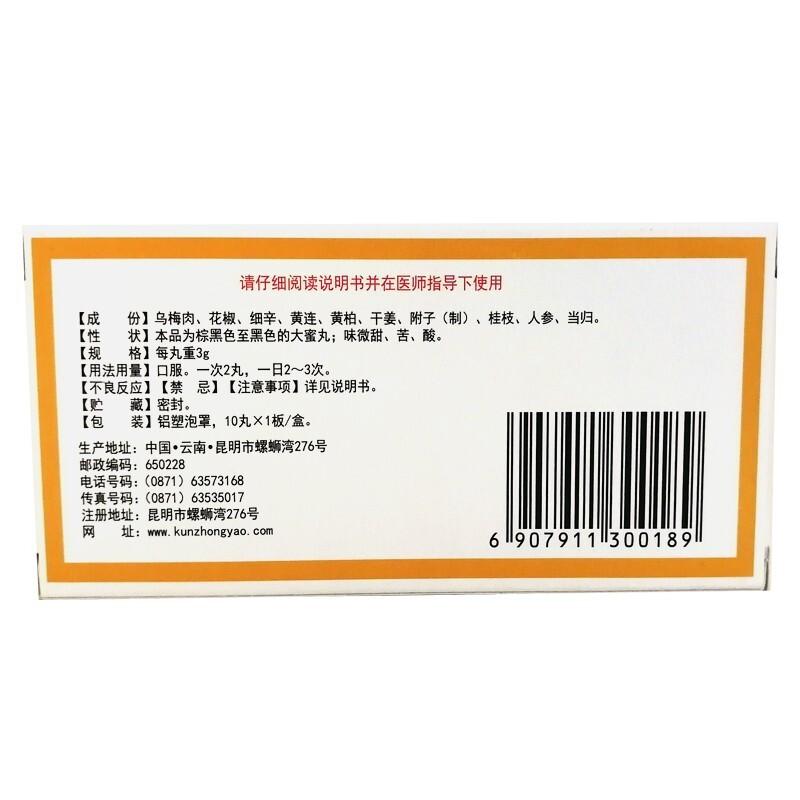 请仔细阅读说明书并在医师指导下使用
【成　份】乌梅肉、花椒、细辛、黄连、黄柏、干姜、附子（制）、桂枝、人参、当归。
【性　状】本品为棕黑色至黑色的大蜜丸；味微甜、苦、酸。
【规　格】每丸重3g
【用法用量】口服。一次2丸，一日2～3次。
【不良反应】【禁　忌】【注意事项】详见说明书。
【贮　藏】密封。
【包　装】铝塑泡罩，10丸×1板/盒。
生产地址：中国•云南•昆明市螺蛳湾276号
邮政编码：650228
电话号码：（0871）63573168
传真号码：（0871）63535017
注册地址：昆明市螺蛳湾276号
网　址：www.kunzhongyao.com
6 907911 300189